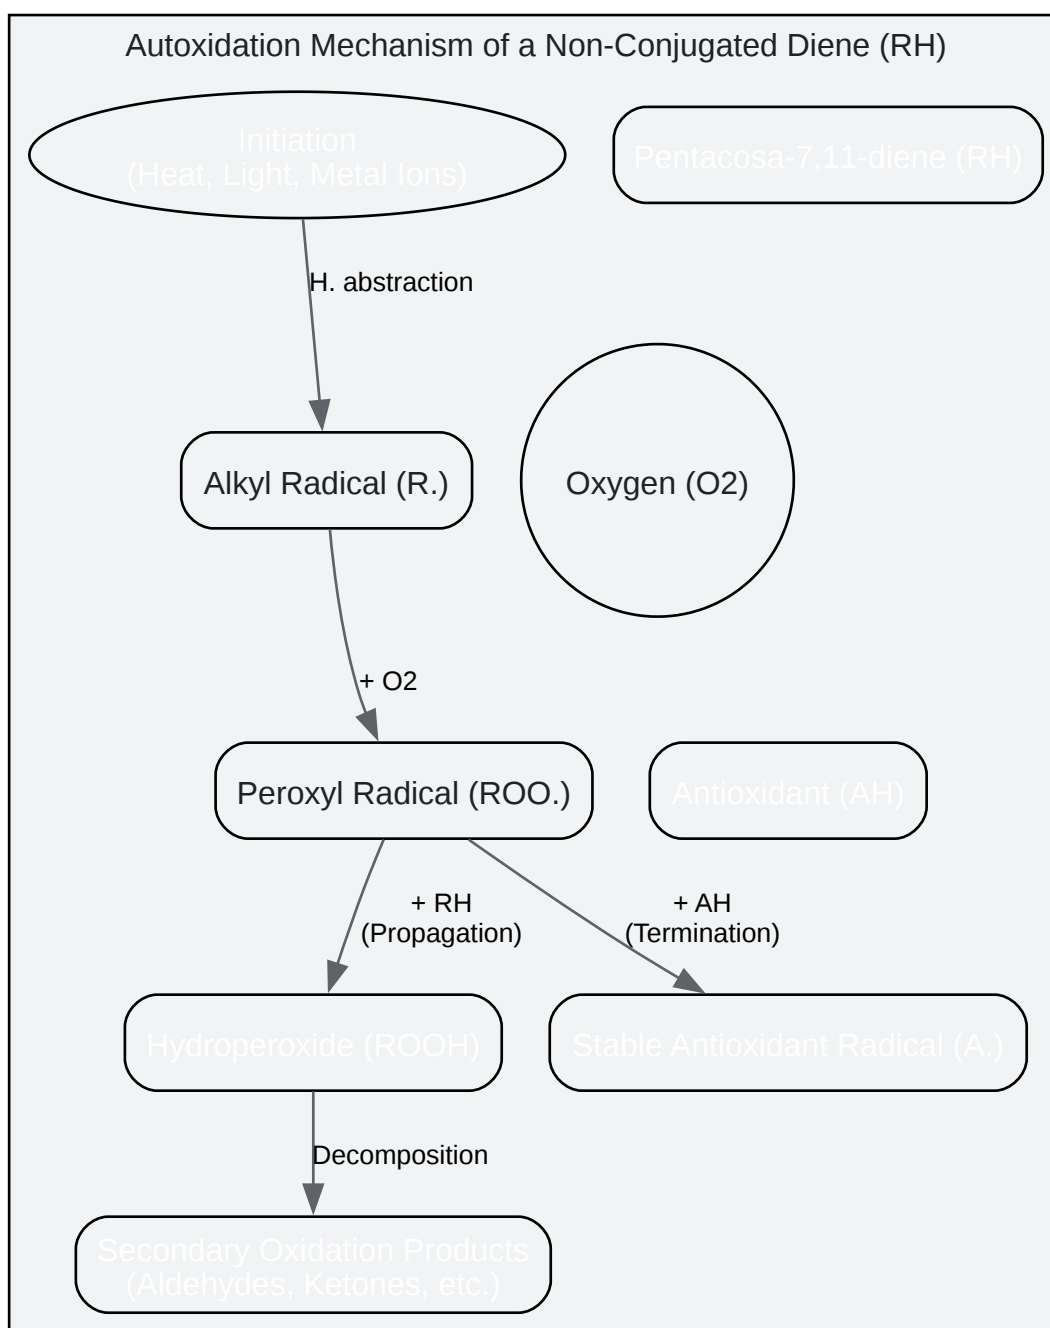 Autoxidation Mechanism of a Non-Conjugated Diene (RH)
Initiation
(Heat, Light, Metal Ions)
Pentacosa-7,11-diene (RH)
H. abstraction
Alkyl Radical (R.)
Oxygen (O2)
+ O2
Peroxyl Radical (ROO.)
Antioxidant (AH)
+ RH
(Propagation)
+ AH
(Termination)
Hydroperoxide (ROOH)
Stable Antioxidant Radical (A.)
Decomposition
Secondary Oxidation Products
(Aldehydes, Ketones, etc.)